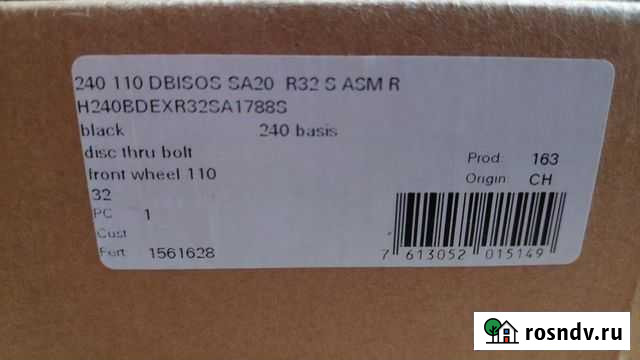 240 110 DBISOS SA20 R32 S ASM R
H240BDEXR32SA1788S
black 240 basis
disc thru bolt
front wheel 110
32
PC 1
Cust
Fert 1561628
Prod: 163
Origin: CH
7 613052 015149
rosndv.ru